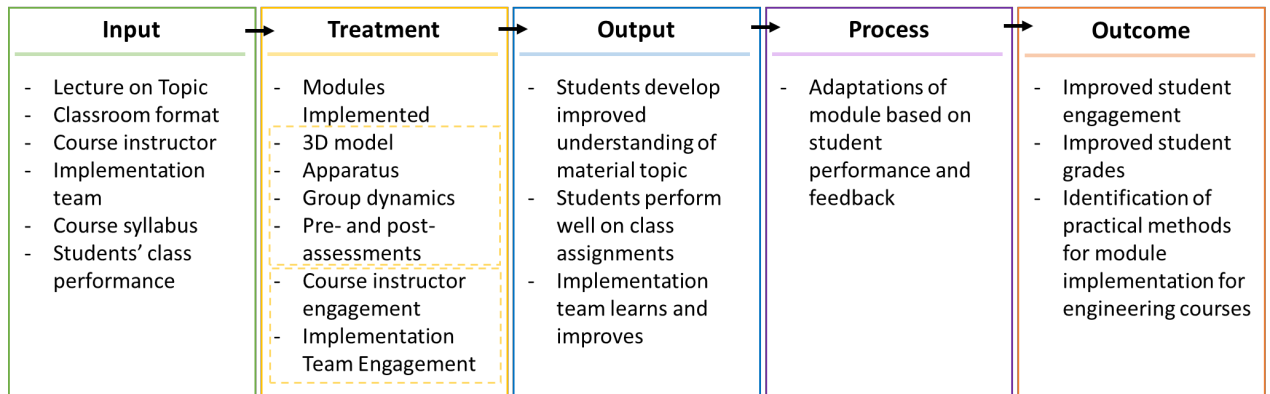 Input
- Lecture on Topic
- Classroom format
- Course instructor
- Implementation
team
- Course syllabus
- Students’ class
performance
Treatment
- Modules
Implemented
- 3D model
- Apparatus
- Group dynamics
- Pre- and post-
assessments
- Course instructor
engagement
- Implementation
Team Engagement
Output
- Students develop
improved
understanding of
material topic
- Students perform
well on class
assignments
- Implementation
team learns and
improves
Process
- Adaptations of
module based on
student
performance and
feedback
Outcome
- Improved student
engagement
- Improved student
grades
- Identification of
practical methods
for module
implementation for
engineering courses